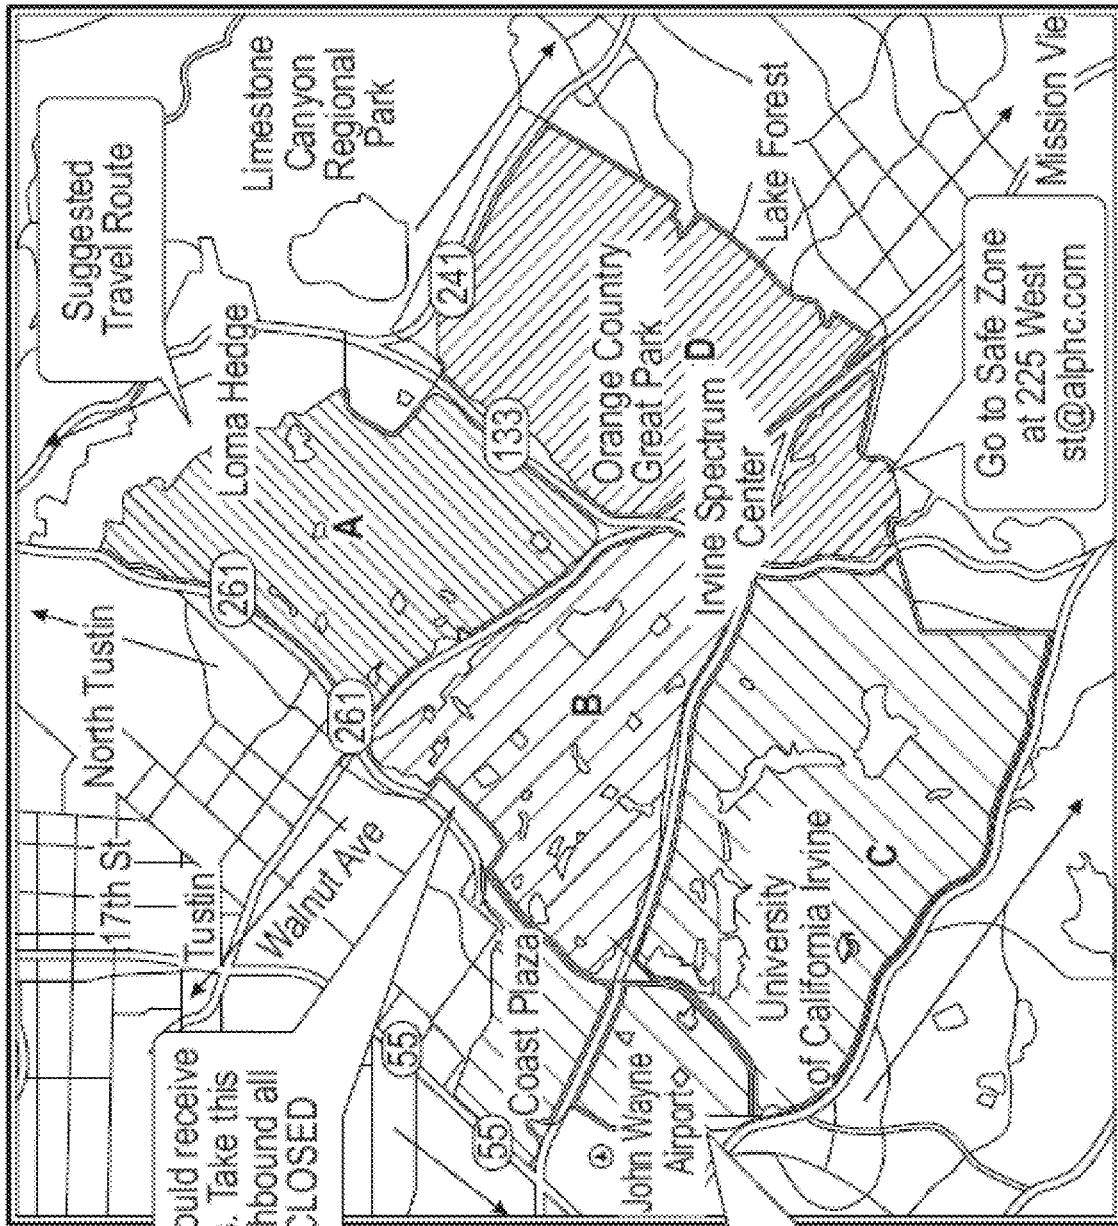 Suggested
Travel Route
Limestone
Canyon
Regional
Park
Loma Hedge
241
133
261
261
A
North Tustin
17th St
Tustin
Walnut Ave
ould receive
. Take this
hbound all
CLOSED
55
55
Coast Plaza
John Wayne
Airport
B
Orange Country
Great Park
D
Irvine Spectrum
Center
Lake Forest
Mission Vie
Go to Safe Zone
at 225 West
st@alphc.com
University
of California Irvine
C